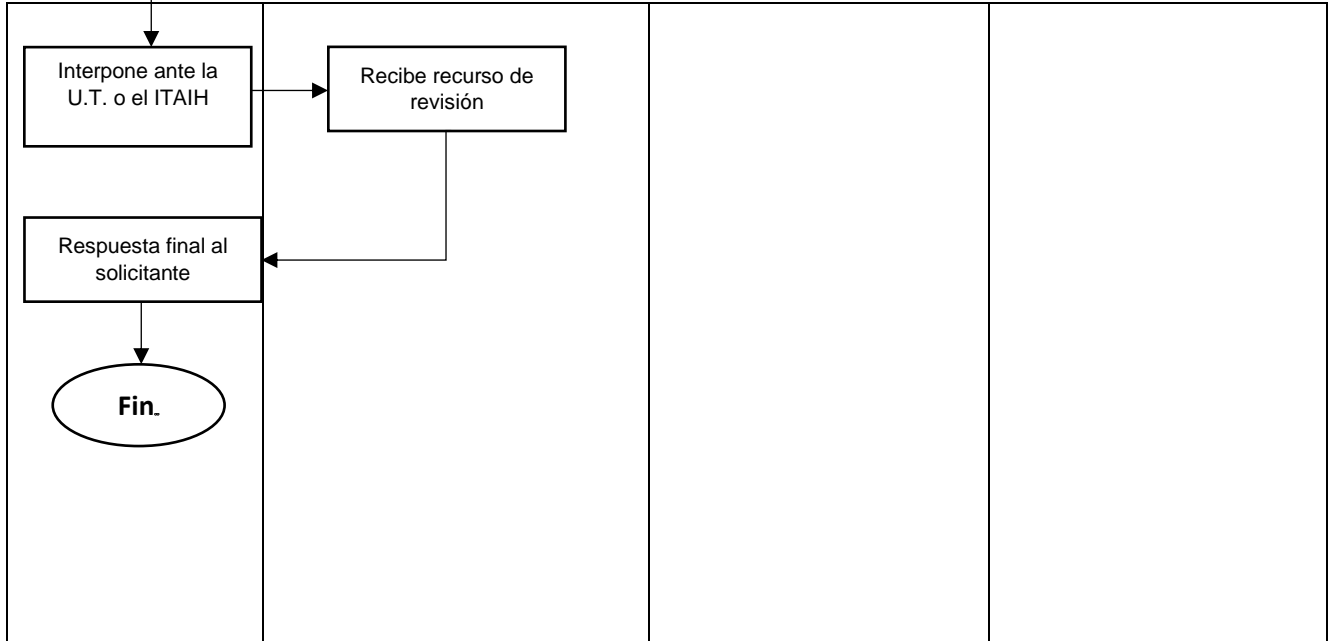 Interpone ante la
U.T. o el ITAIH
Recibe recurso de
revisión
Respuesta final al
solicitante
Fin.